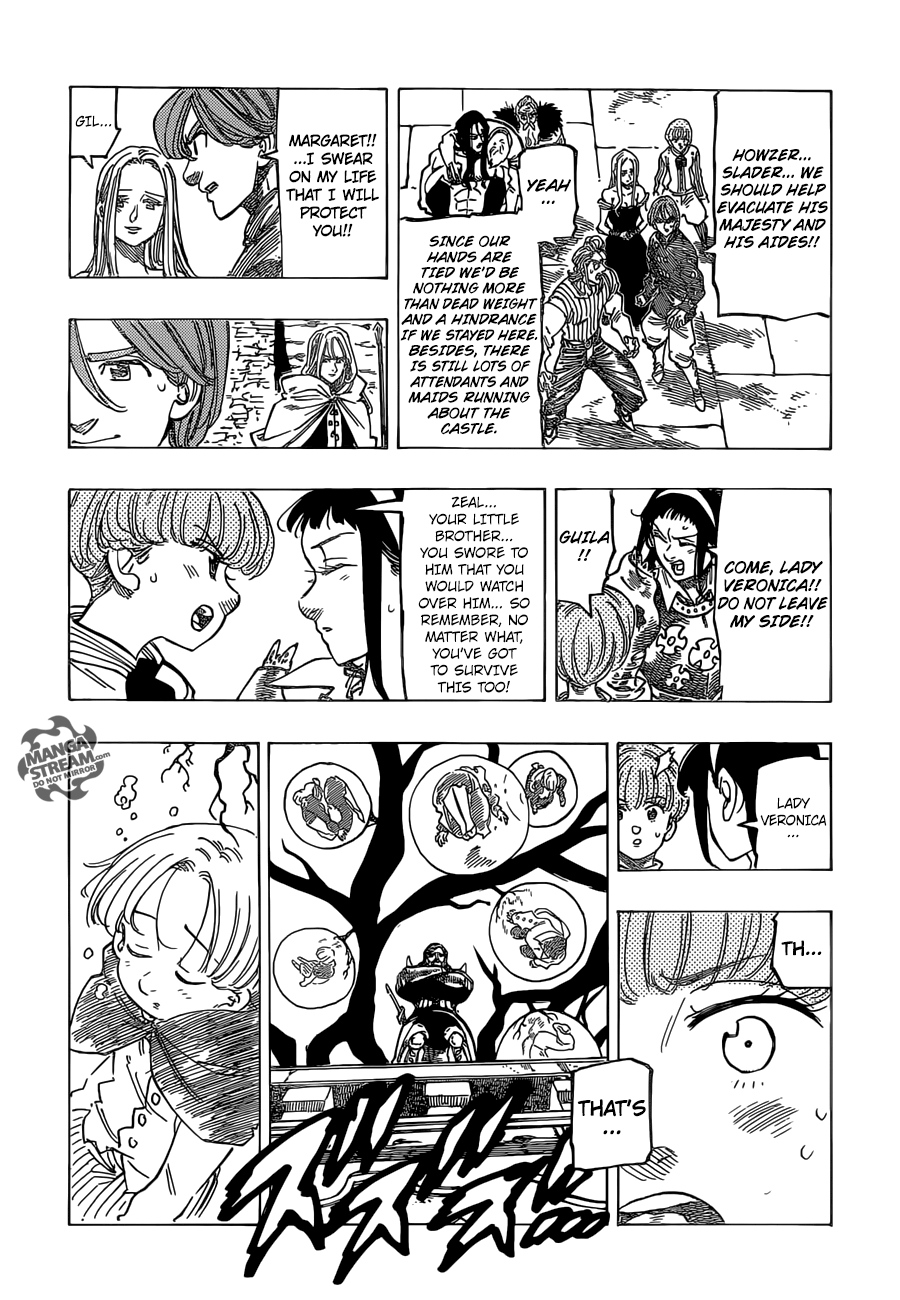 HOWZER...
SLADER... WE
SHOULD HELP
EVACUATE HIS
MAJESTY AND
HIS AIDES!!
YEAH
...
SINCE OUR
HANDS ARE
TIED WE'D BE
NOTHING MORE
THAN DEAD WEIGHT
AND A HINDRANCE
IF WE STAYED HERE.
BESIDES, THERE
IS STILL LOTS OF
ATTENDANTS AND
MAIDS RUNNING
ABOUT THE
CASTLE.
MARGARET!!
...I SWEAR
ON MY LIFE
THAT I WILL
PROTECT
YOU!!
GIL...
COME, LADY
VERONICA!!
DO NOT LEAVE
MY SIDE!!
GUILA
!!
ZEAL...
YOUR LITTLE
BROTHER...
YOU SWORE TO
HIM THAT YOU
WOULD WATCH
OVER HIM... SO
REMEMBER, NO
MATTER WHAT,
YOU'VE GOT
TO SURVIVE
THIS TOO!
LADY
VERONICA
...
TH...
THAT'S
...
ズズズ...
MANGA
STREAM.com
DO NOT MIRROR